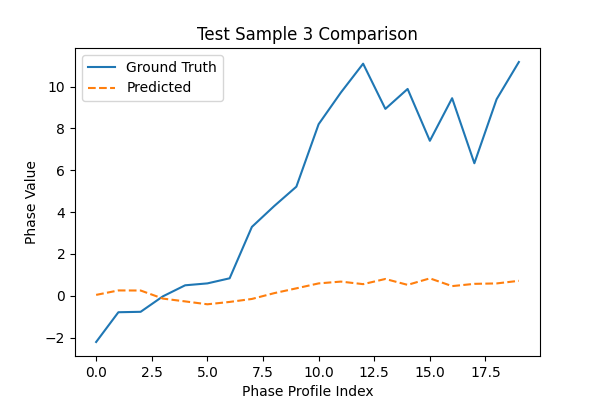 Test Sample 3 Comparison
Ground Truth
Predicted
Phase Value
10
8
6
4
2
0
−2
0.0 2.5 5.0 7.5 10.0 12.5 15.0 17.5
Phase Profile Index